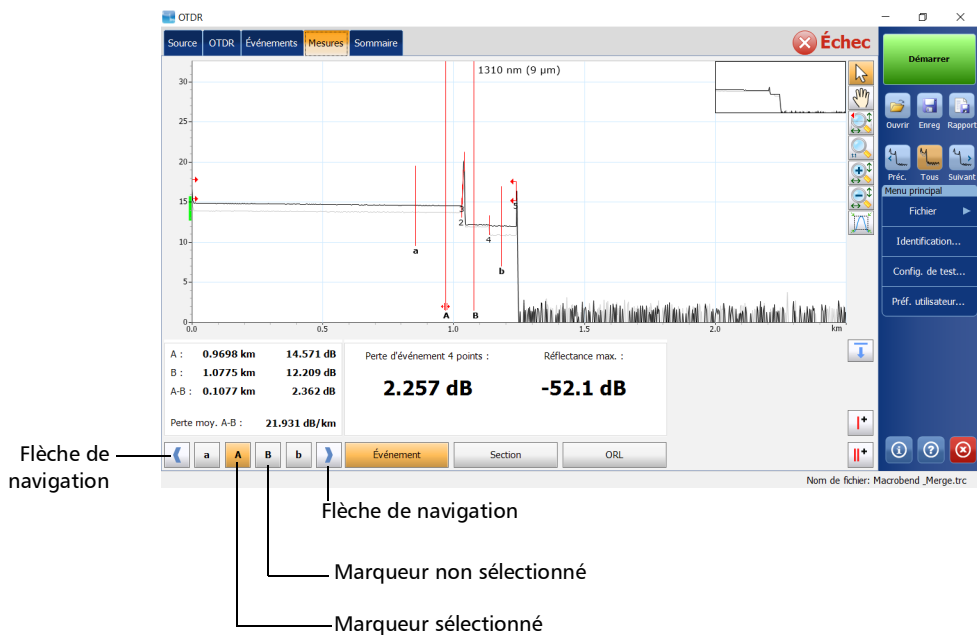 OTDR
Source OTDR Événements Mesures Sommaire
Échec
1310 nm (9 µm)
30
25
20
15
10
5
0
0.0 0.5 1.0 1.5 2.0 km
a
A
B
b
3
2
4
5
A : 0.9698 km 14.571 dB
B : 1.0775 km 12.209 dB
A-B : 0.1077 km 2.362 dB
Perte moy. A-B : 21.931 dB/km
Perte d'événement 4 points :
2.257 dB
Réflectance max. :
-52.1 dB
a A B b
Événement Section ORL
Démarrer
Ouvrir Enreg Rapport
Préc. Tous Suivant
Menu principal
Fichier
Identification...
Config. de test...
Préf. utilisateur...
Nom de fichier: Macrobend _Merge.trc
Flèche de
navigation
Flèche de navigation
Marqueur non sélectionné
Marqueur sélectionné